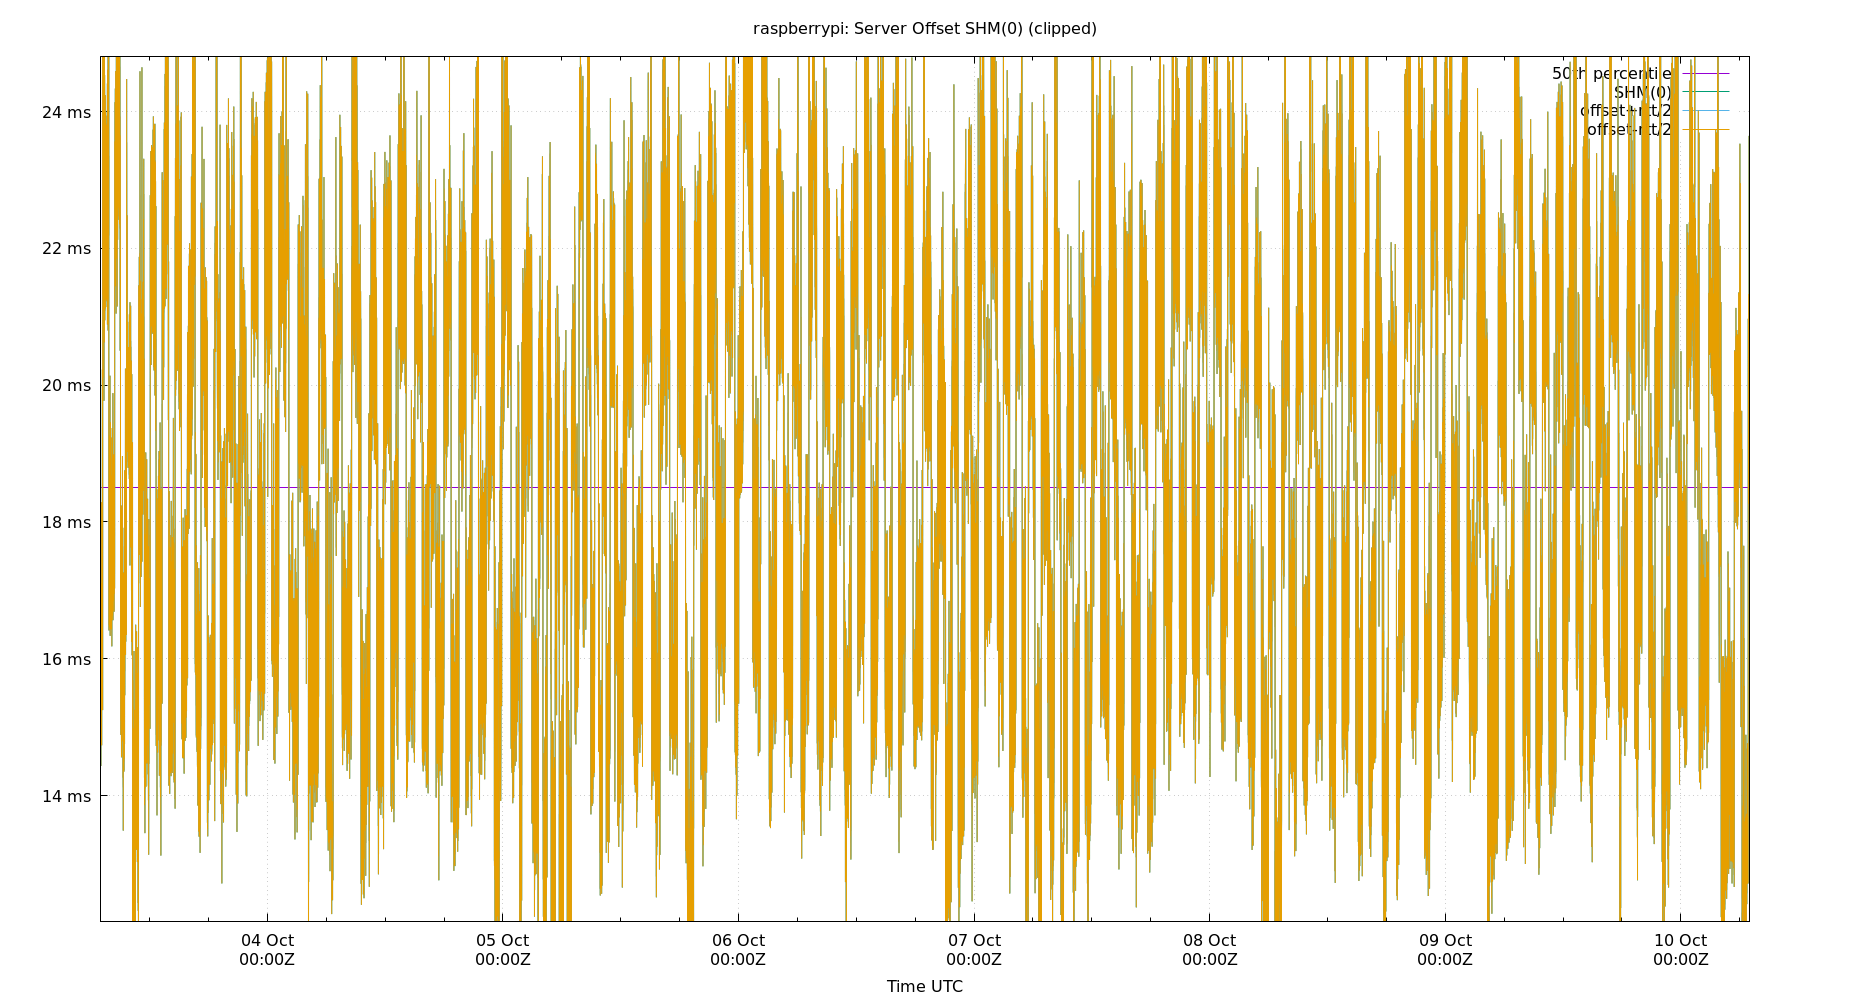 raspberrypi: Server Offset SHM(0) (clipped)
50th percentile
SHM(0)
offset+rtt/2
offset-rtt/2
24 ms
22 ms
20 ms
18 ms
16 ms
14 ms
04 Oct 05 Oct 06 Oct 07 Oct 08 Oct 09 Oct 10 Oct
00:00Z 00:00Z 00:00Z 00:00Z 00:00Z 00:00Z 00:00Z
Time UTC